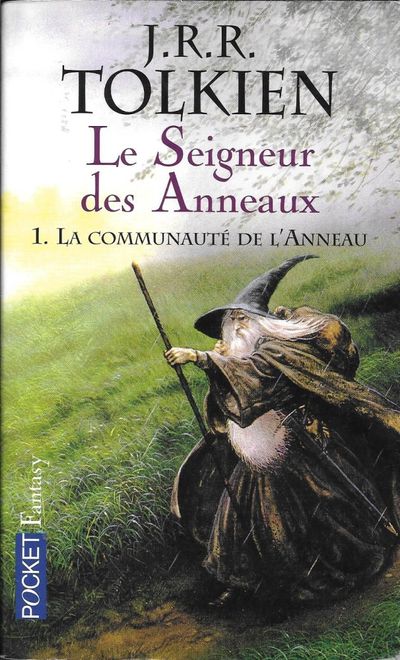 J.R.R.
TOLKIEN
Le Seigneur
des Anneaux
1. LA COMMUNAUTÉ DE L'ANNEAU
POCKET Fantasy